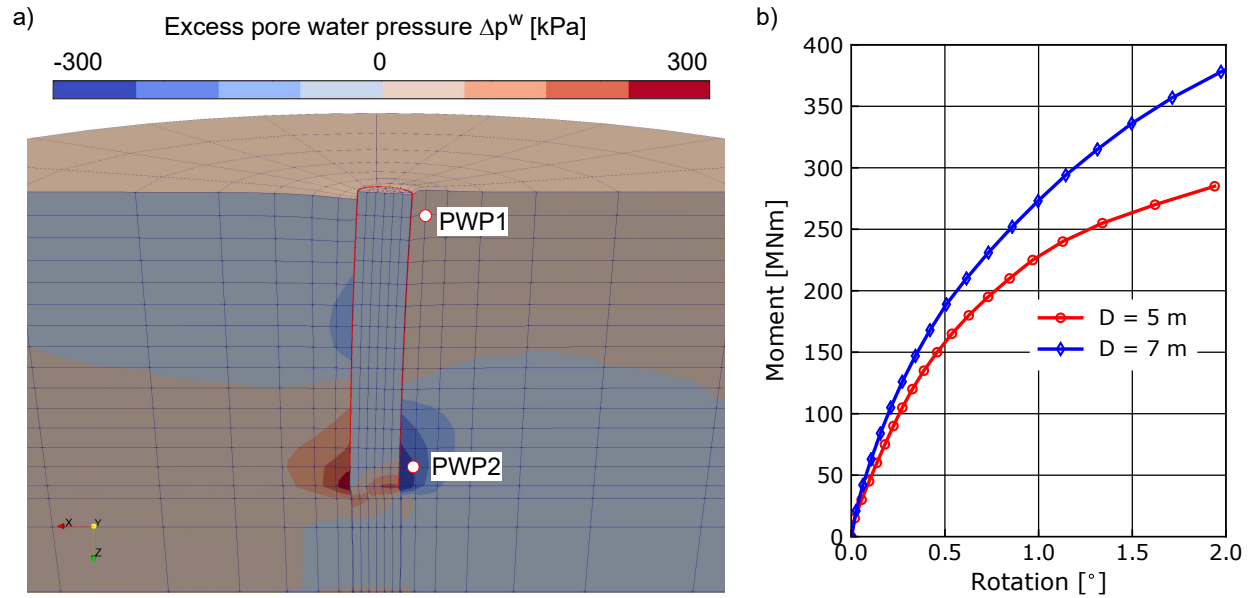 a)
Excess pore water pressure Δp^w [kPa]
-300 0 300
PWP1
PWP2
X Y
Z
b)
Moment [MNm]
400
350
300
250
200
150
100
50
0
D = 5 m
D = 7 m
0.0 0.5 1.0 1.5 2.0
Rotation [°]